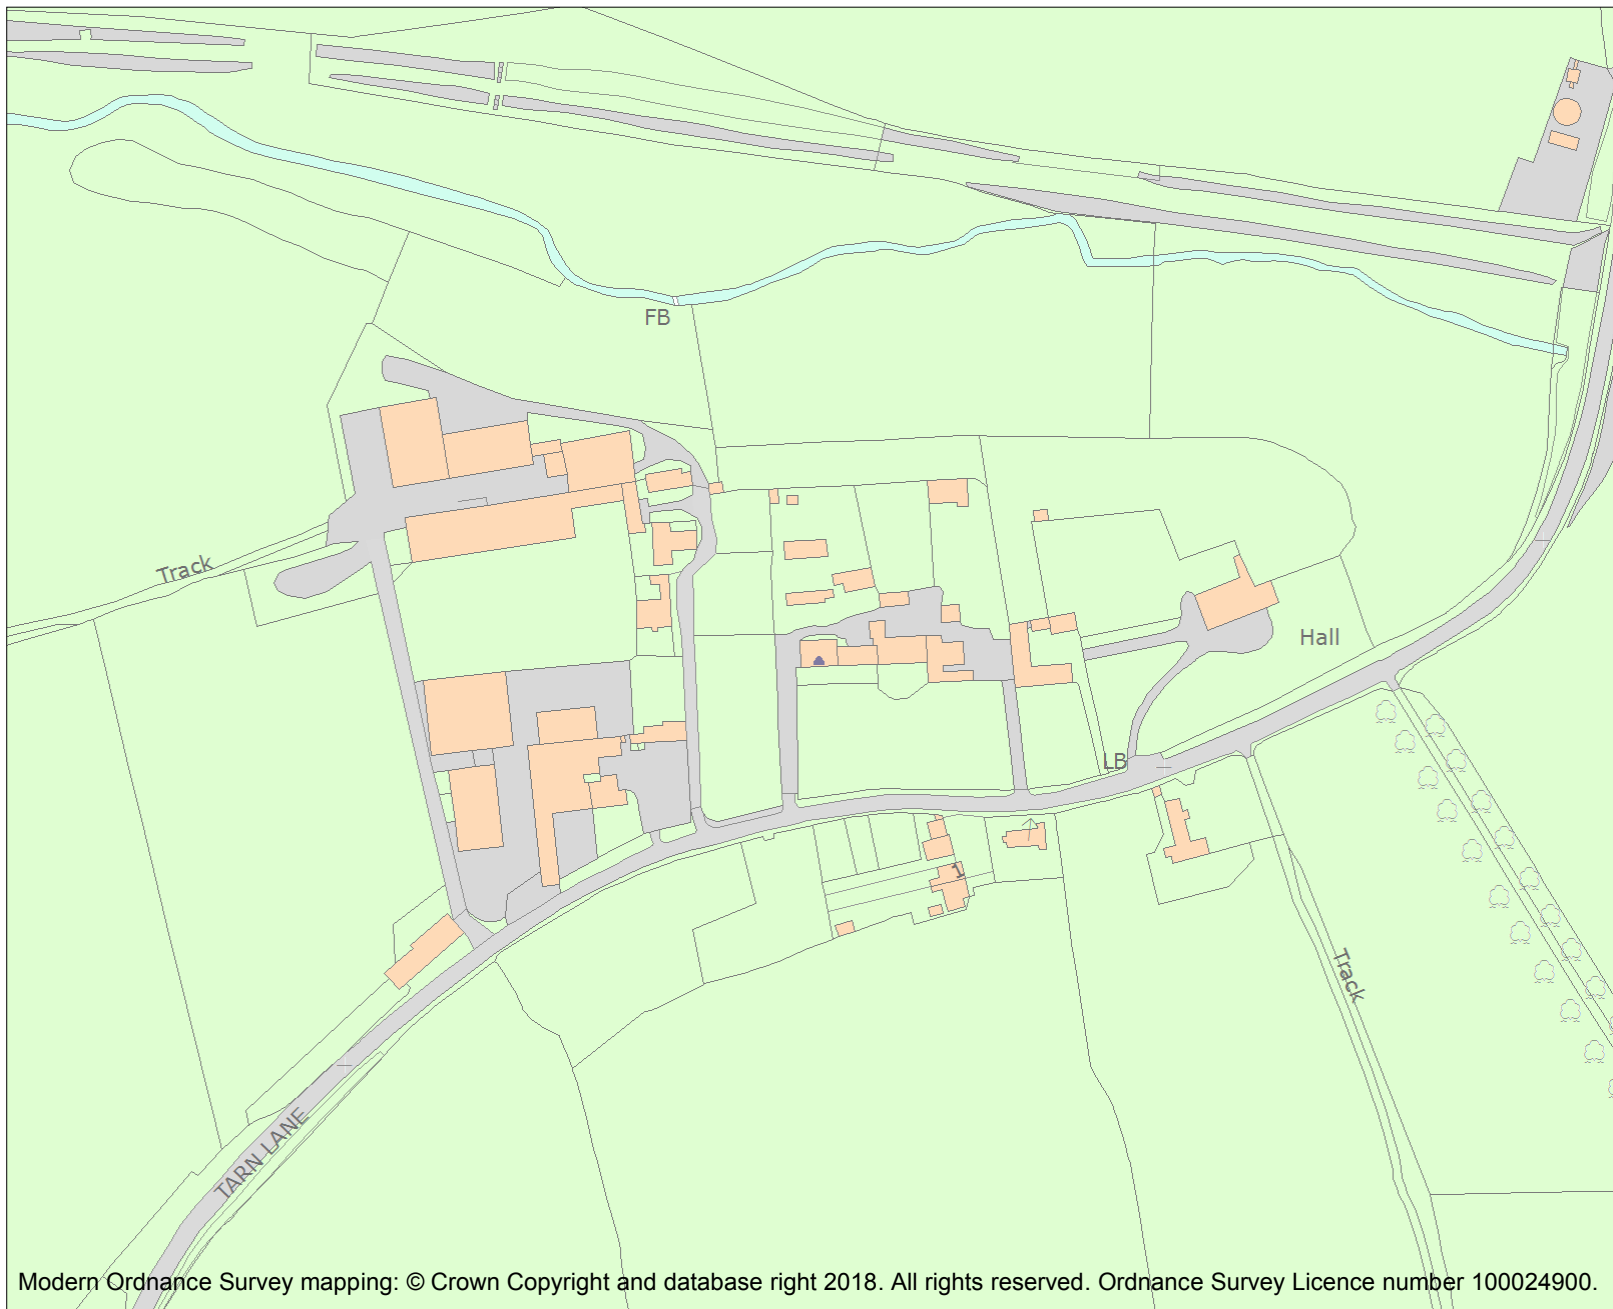 FB
Track
Hall
LB
1
Track
TARN LANE
Modern Ordnance Survey mapping: © Crown Copyright and database right 2018. All rights reserved. Ordnance Survey Licence number 100024900.